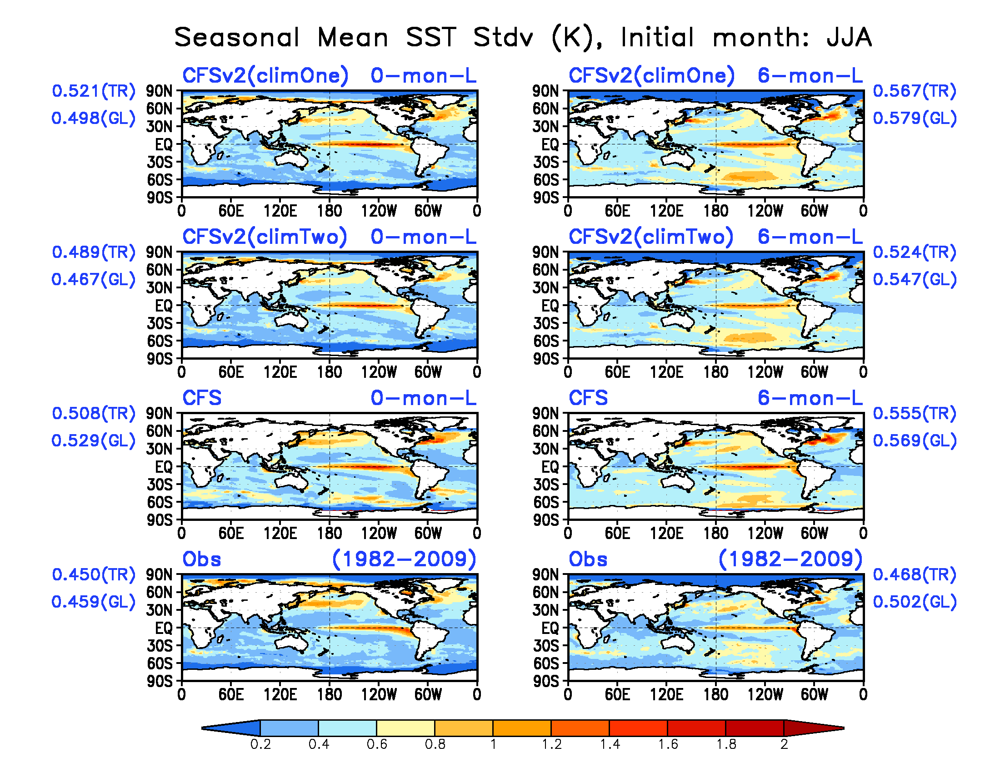 Seasonal Mean SST Stdv (K), Initial month: JJA
CFSv2(climOne) 0-mon-L
0.521(TR)
0.498(GL)
90N
60N
30N
EQ
30S
60S
90S
0 60E 120E 180 120W 60W 0
CFSv2(climOne) 6-mon-L
0.567(TR)
0.579(GL)
90N
60N
30N
EQ
30S
60S
90S
0 60E 120E 180 120W 60W 0
CFSv2(climTwo) 0-mon-L
0.489(TR)
0.467(GL)
90N
60N
30N
EQ
30S
60S
90S
0 60E 120E 180 120W 60W 0
CFSv2(climTwo) 6-mon-L
0.524(TR)
0.547(GL)
90N
60N
30N
EQ
30S
60S
90S
0 60E 120E 180 120W 60W 0
CFS 0-mon-L
0.508(TR)
0.529(GL)
90N
60N
30N
EQ
30S
60S
90S
0 60E 120E 180 120W 60W 0
CFS 6-mon-L
0.555(TR)
0.569(GL)
90N
60N
30N
EQ
30S
60S
90S
0 60E 120E 180 120W 60W 0
Obs (1982-2009)
0.450(TR)
0.459(GL)
90N
60N
30N
EQ
30S
60S
90S
0 60E 120E 180 120W 60W 0
Obs (1982-2009)
0.468(TR)
0.502(GL)
90N
60N
30N
EQ
30S
60S
90S
0 60E 120E 180 120W 60W 0
0.2 0.4 0.6 0.8 1 1.2 1.4 1.6 1.8 2